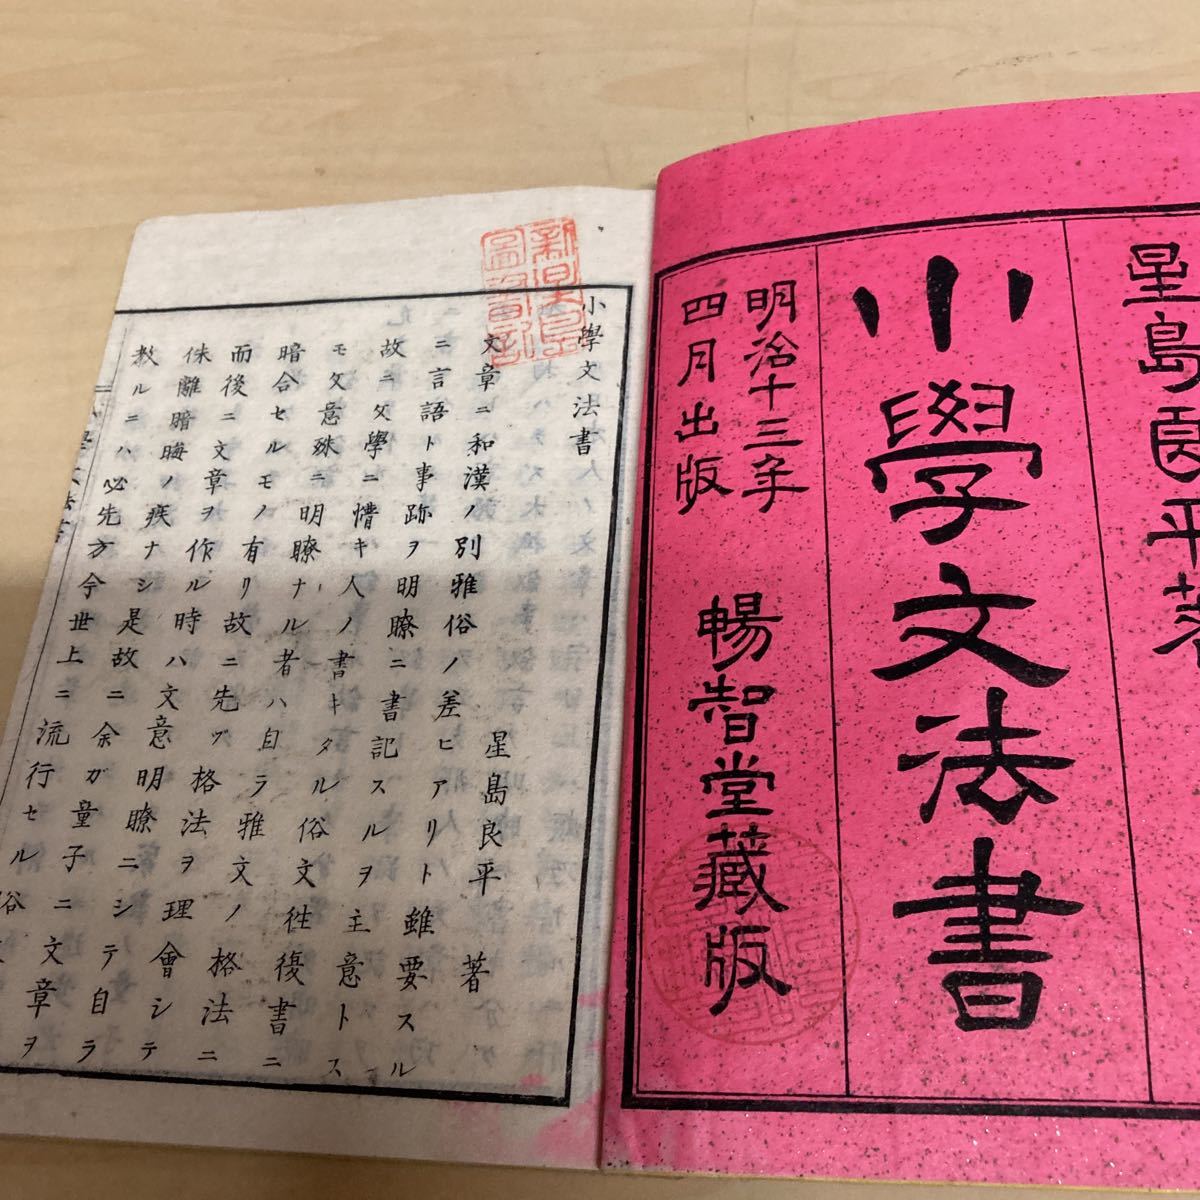 星島良平著
小學文法書
明治十三年
四月出版
暢智堂藏版
小學文法書
星島良平著
文章ニ和漢ノ別雅俗ノ差ヒアリト雖要スル
ニ言語ト事跡ヲ明瞭ニ書記スルヲ主意トス
故ニ文學ニ懵キ人ノ書キタル俗文往復書ニ
モ文意殊ニ明瞭ナル者ハ自ラ雅文ノ格法ニ
暗合セルモノ有リ故ニ先ヅ格法ヲ理會シテ
而後ニ文章ヲ作ル時ハ文意明瞭ニシテ自ラ
侏離暗晦ノ疾ナシ是故ニ余ガ童子ニ文章ヲ
教ルニハ必先方今世上ニ流行セル俗